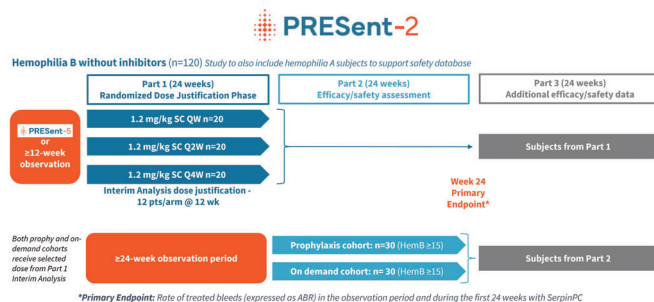 PRESent-2
Hemophilia B without inhibitors (n=120) Study to also include hemophilia A subjects to support safety database
Part 1 (24 weeks)
Randomized Dose Justification Phase
Part 2 (24 weeks)
Efficacy/safety assessment
Part 3 (24 weeks)
Additional efficacy/safety data
PRESent-5
or
≥12-week
observation
1.2 mg/kg SC QW n=20
1.2 mg/kg SC Q2W n=20
1.2 mg/kg SC Q4W n=20
Interim Analysis dose justification -
12 pts/arm @ 12 wk
Subjects from Part 1
Week 24
Primary
Endpoint*
Both prophy and on-
demand cohorts
receive selected
dose from Part 1
Interim Analysis
≥24-week observation period
Prophylaxis cohort: n=30 (HemB ≥15)
On demand cohort: n= 30 (HemB ≥15)
Subjects from Part 2
*Primary Endpoint: Rate of treated bleeds (expressed as ABR) in the observation period and during the first 24 weeks with SerpinPC